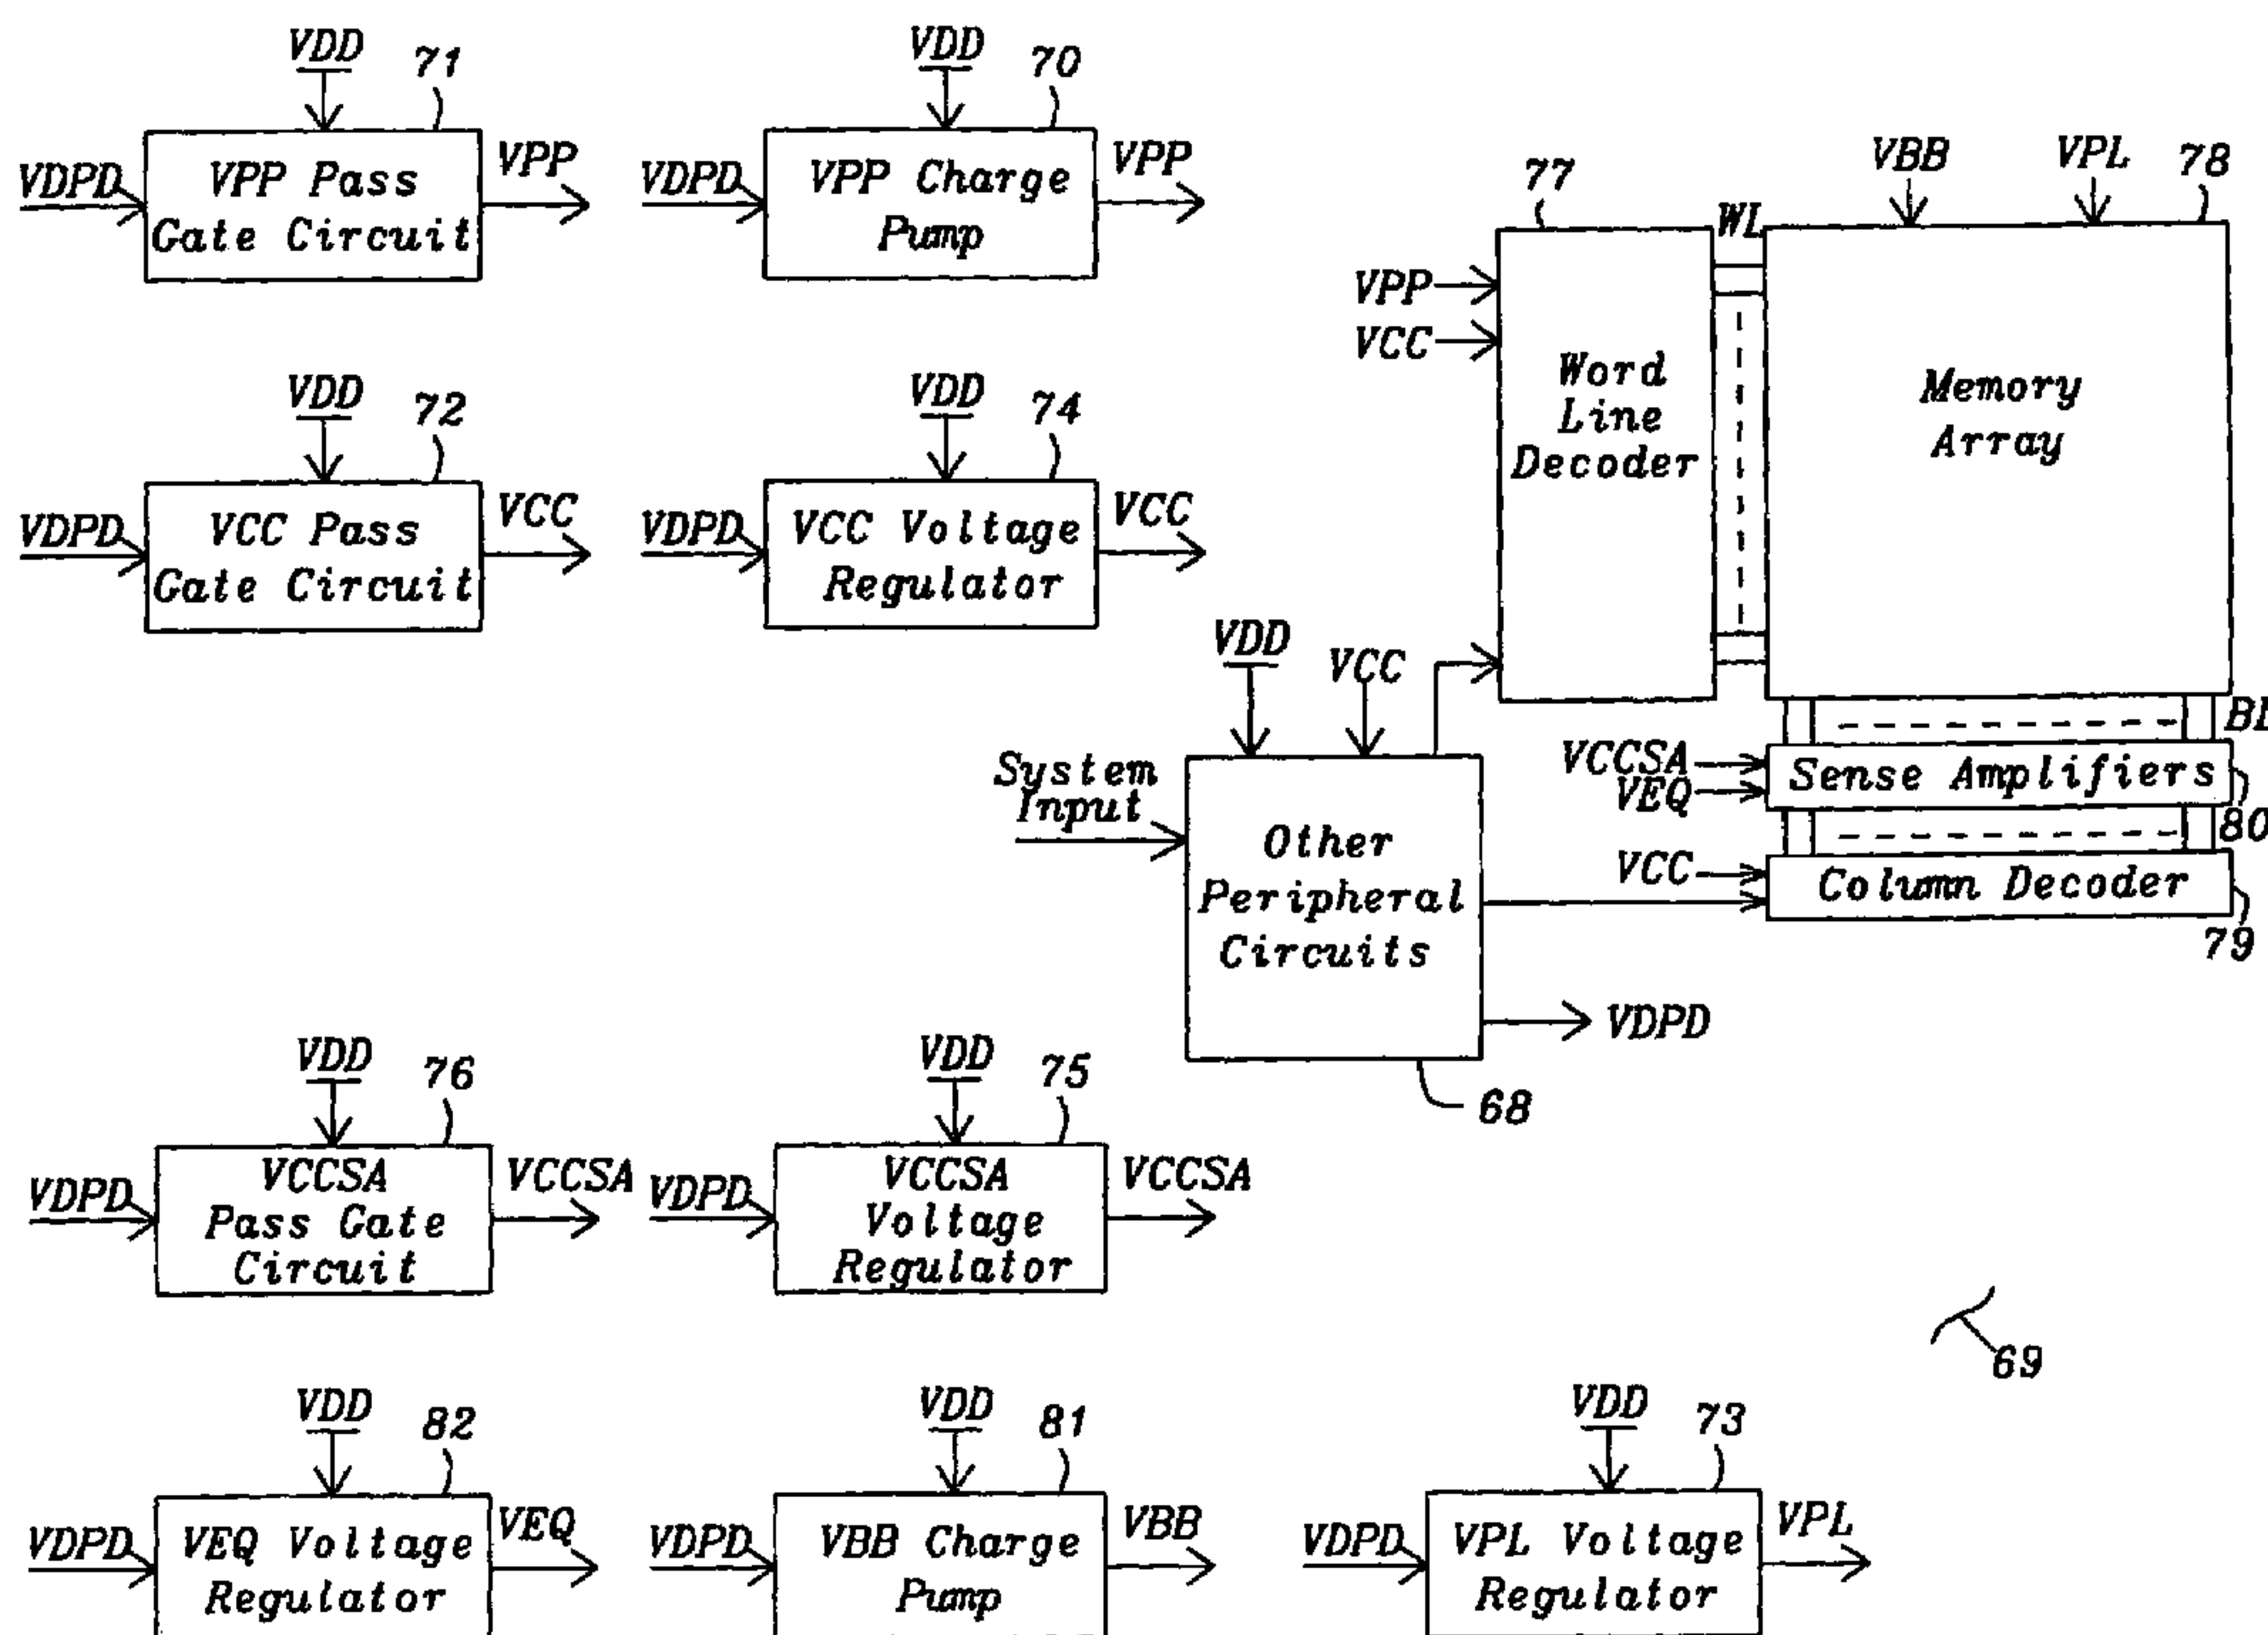 VDD
71
VDPD
VPP Pass
Gate Circuit
VPP
VDD
70
VDPD
VPP Charge
Pump
VPP
VDD
72
VDPD
VCC Pass
Gate Circuit
VCC
VDD
74
VDPD
VCC Voltage
Regulator
VCC
77
VPP
VCC
Word
Line
Decoder
WL
VBB
VPL
78
Memory
Array
VDD
VCC
System
Input
Other
Peripheral
Circuits
VDPD
68
VCCSA
VEQ
Sense Amplifiers
80
VCC
Column Decoder
79
VDD
76
VDPD
VCCSA
Pass Gate
Circuit
VCCSA
VDD
75
VDPD
VCCSA
Voltage
Regulator
VCCSA
69
VDD
82
VDPD
VEQ Voltage
Regulator
VEQ
VDD
81
VDPD
VBB Charge
Pump
VBB
VDD
73
VDPD
VPL Voltage
Regulator
VPL